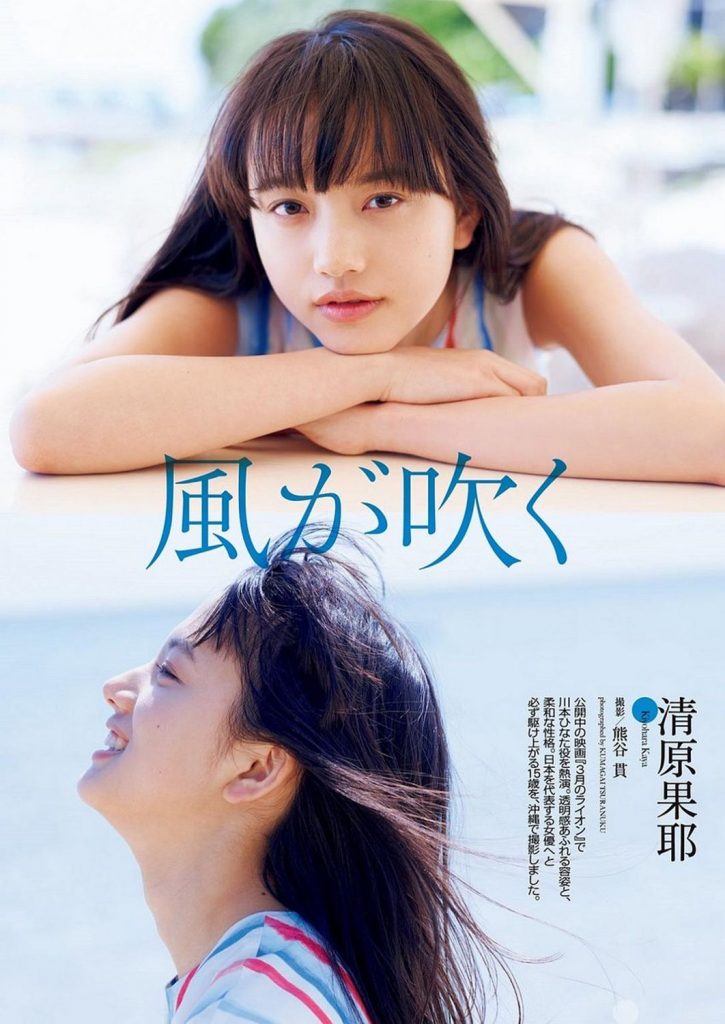 風が吹く
清原果耶
Kiyohara Kaya
撮影／熊谷 貫
photographed by KUMAGAI TSURANUKU
公開中の映画『3月のライオン』で
川本ひなた役を熱演。透明感あふれる容姿と、
柔和な性格。日本を代表する女優へと
必ず駆け上がる15歳を、沖縄で撮影しました。